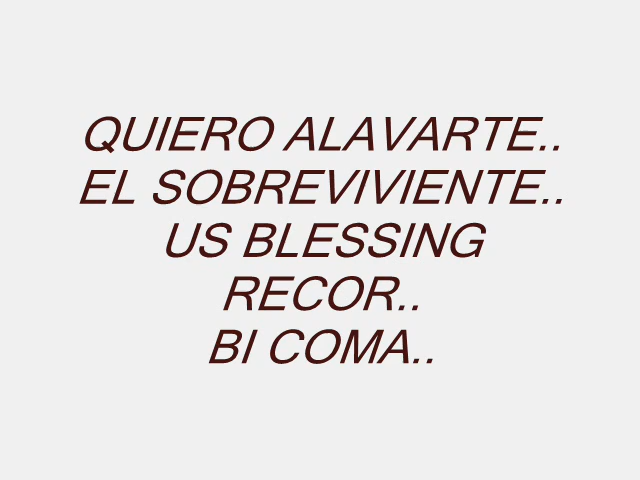 QUIERO ALAVARTE..
EL SOBREVIVIENTE..
US BLESSING
RECOR..
BI COMA..